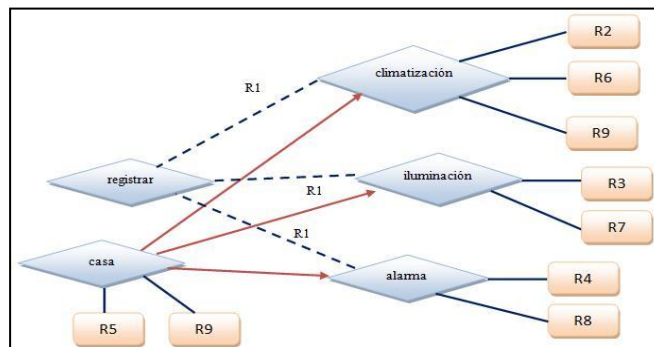 R2
climatización
R6
R1
R9
registrar
iluminación
R3
R1
R7
R1
casa
alarma
R4
R8
R5
R9